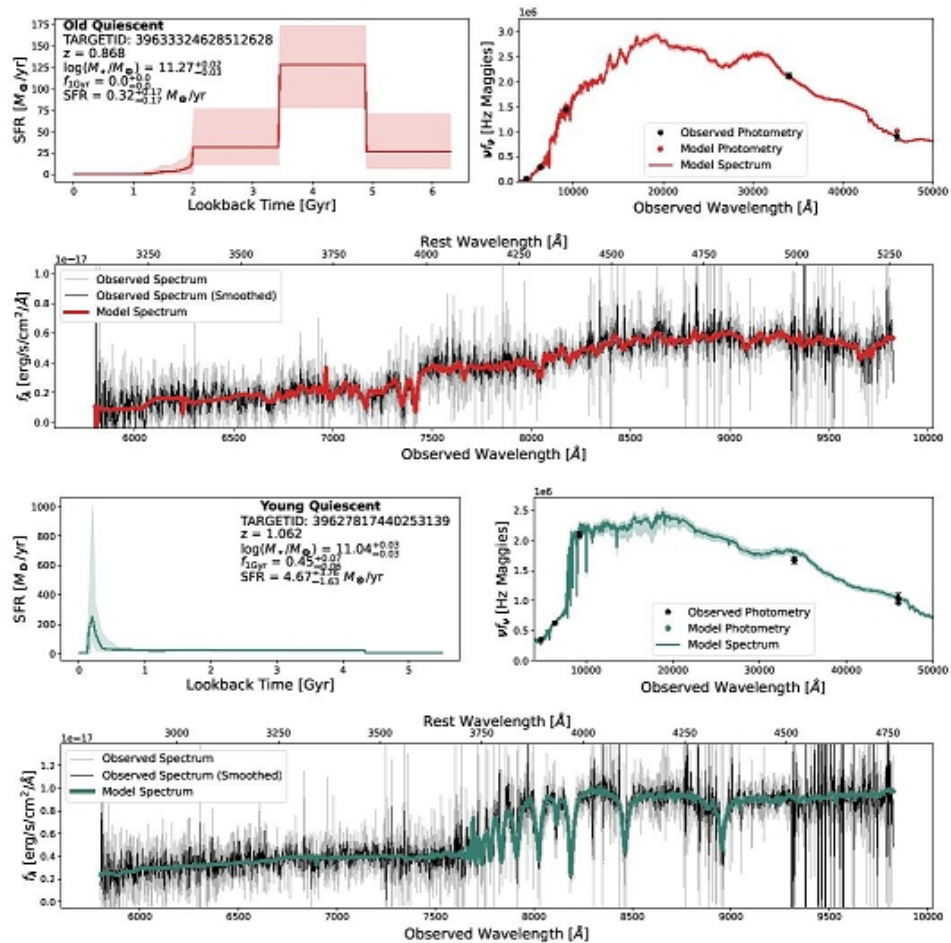 Old Quiescent
TARGETID: 39633324628512628
z = 0.868
log(M⋆/M⊙) = 11.27+0.02−0.03
f1Gyr = 0.0+0.0−0.0
SFR = 0.32+0.17−0.17 M⊙/yr
SFR [M⊙/yr]
175
150
125
100
75
50
25
0
0 1 2 3 4 5 6
Lookback Time [Gyr]
1e6
νfν [Hz Maggies]
3.0
2.5
2.0
1.5
1.0
0.5
0.0
Observed Photometry
Model Photometry
Model Spectrum
10000 20000 30000 40000 50000
Observed Wavelength [Å]
Rest Wavelength [Å]
1e−17
3250 3500 3750 4000 4250 4500 4750 5000 5250
Observed Spectrum
Observed Spectrum (Smoothed)
Model Spectrum
fλ [erg/s/cm²/Å]
1.0
0.8
0.6
0.4
0.2
0.0
6000 6500 7000 7500 8000 8500 9000 9500 10000
Observed Wavelength [Å]
Young Quiescent
TARGETID: 39627817440253139
z = 1.062
log(M⋆/M⊙) = 11.04+0.03−0.03
f1Gyr = 0.45+0.07−0.06
SFR = 4.67 −1.63 M⊙/yr
SFR [M⊙/yr]
1000
800
600
400
200
0
0 1 2 3 4 5
Lookback Time [Gyr]
1e6
νfν [Hz Maggies]
2.5
2.0
1.5
1.0
0.5
0.0
Observed Photometry
Model Photometry
Model Spectrum
10000 20000 30000 40000 50000
Observed Wavelength [Å]
Rest Wavelength [Å]
1e−17
3000 3250 3500 3750 4000 4250 4500 4750
Observed Spectrum
Observed Spectrum (Smoothed)
Model Spectrum
fλ [erg/s/cm²/Å]
1.2
1.0
0.8
0.6
0.4
0.2
0.0
6000 6500 7000 7500 8000 8500 9000 9500 10000
Observed Wavelength [Å]